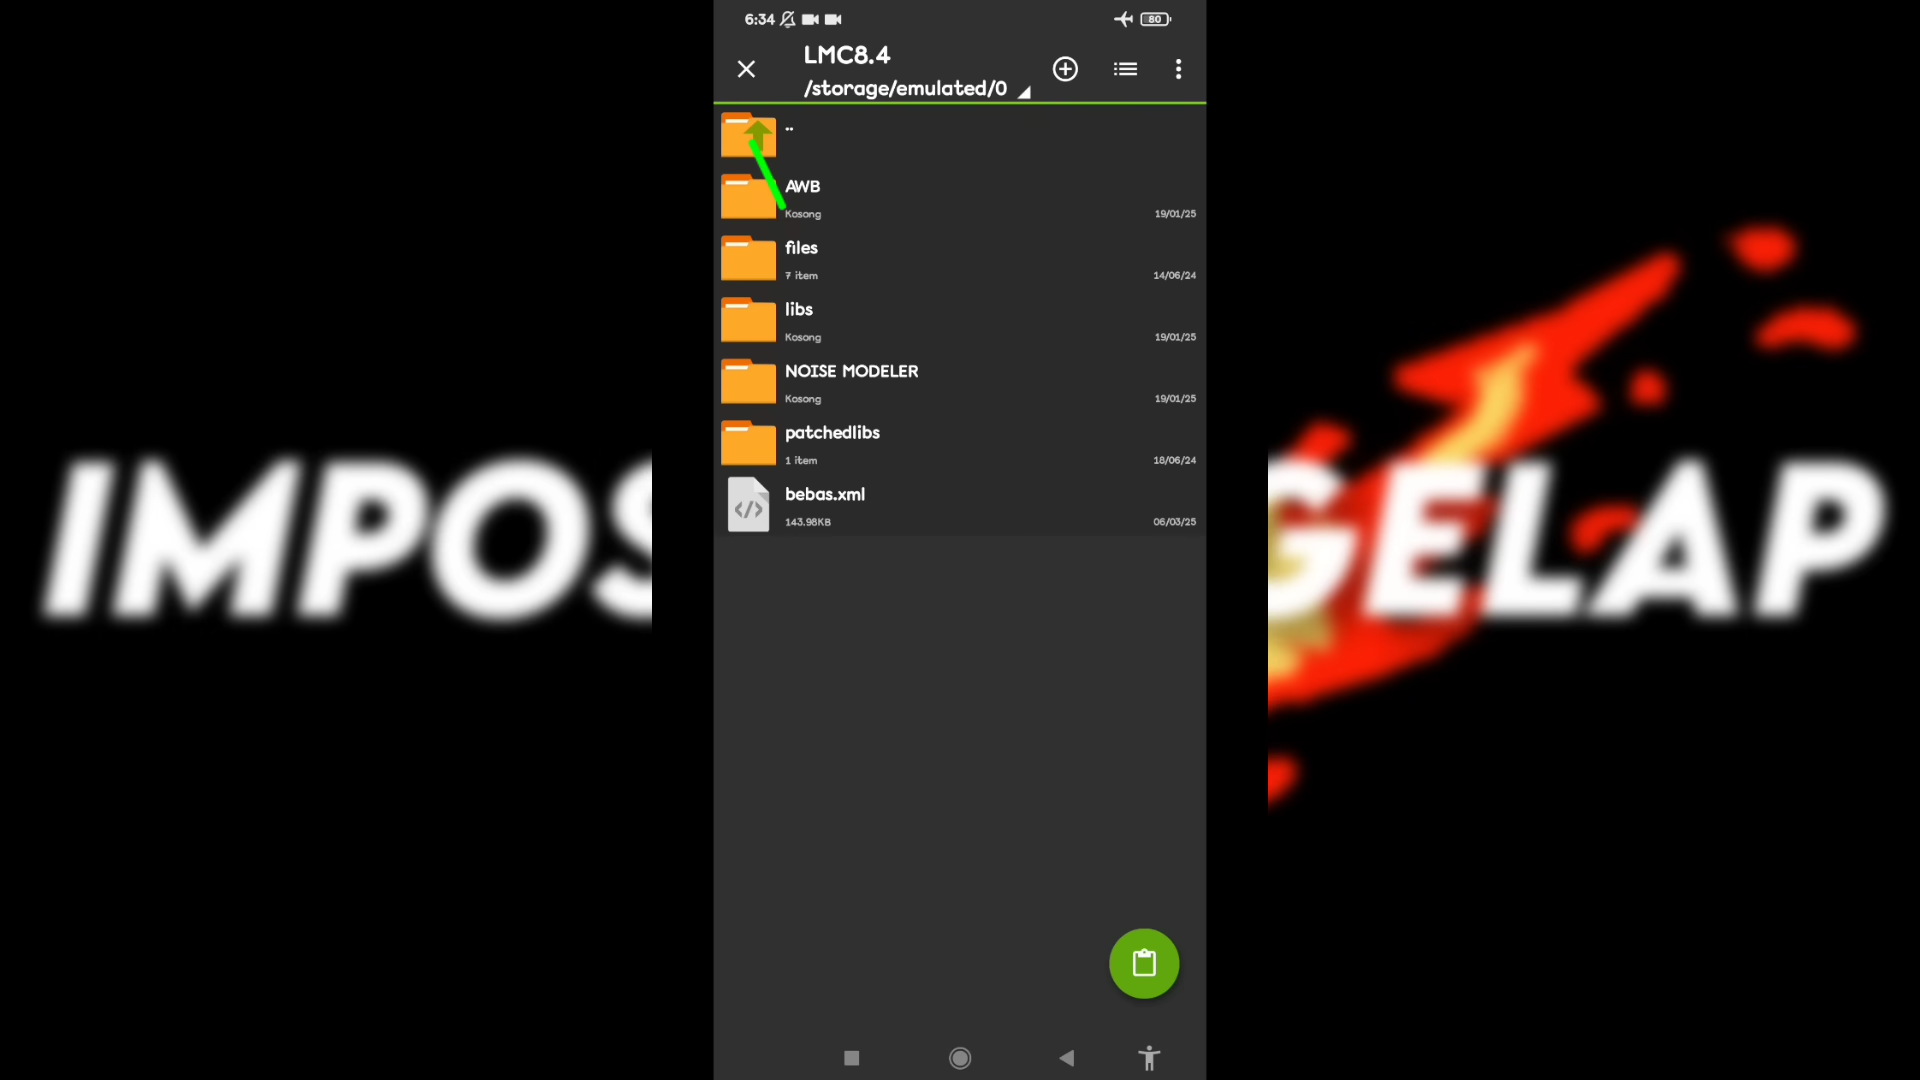 6:34
80
LMC8.4
/storage/emulated/0
..
AWB
Kosong
19/01/25
files
7 item
14/06/24
libs
Kosong
19/01/25
NOISE MODELER
Kosong
19/01/25
patchedlibs
1 item
18/06/24
bebas.xml
143.98KB
06/03/25
IMPOS
GELAP